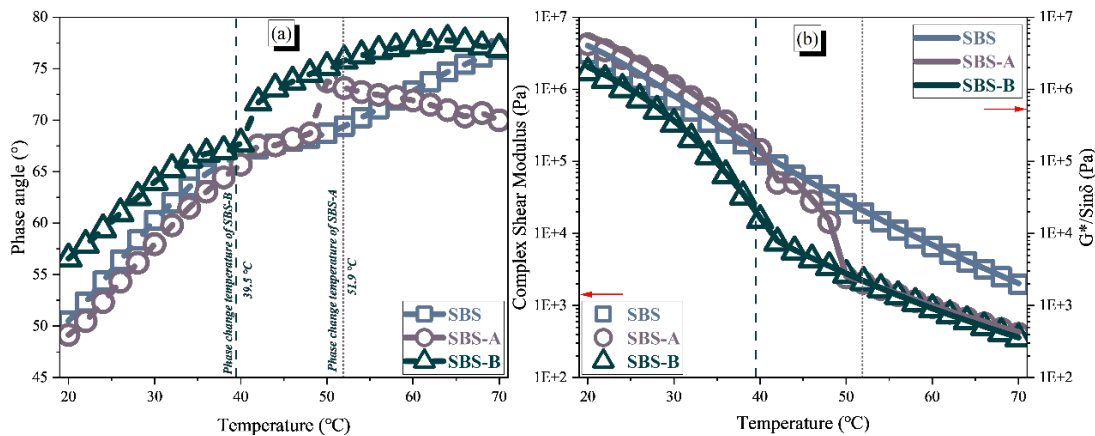 (a)
80
75
70
65
60
55
50
45
Phase angle (°)
20
30
40
50
60
70
Temperature (°C)
Phase change temperature of SBS-B
39.5 °C
Phase change temperature of SBS-A
51.9 °C
SBS
SBS-A
SBS-B
(b)
1E+7
1E+6
1E+5
1E+4
1E+3
1E+2
Complex Shear Modulus (Pa)
20
30
40
50
60
70
Temperature (°C)
SBS
SBS-A
SBS-B
SBS
SBS-A
SBS-B
1E+7
1E+6
1E+5
1E+4
1E+3
1E+2
G*/Sinδ (Pa)